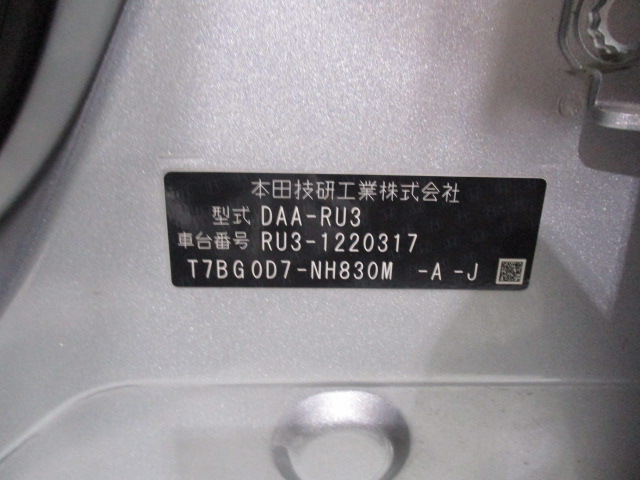 本田技研工業株式会社
型式 DAA-RU3
車台番号 RU3-1220317
T7BG0D7-NH830M -A -J